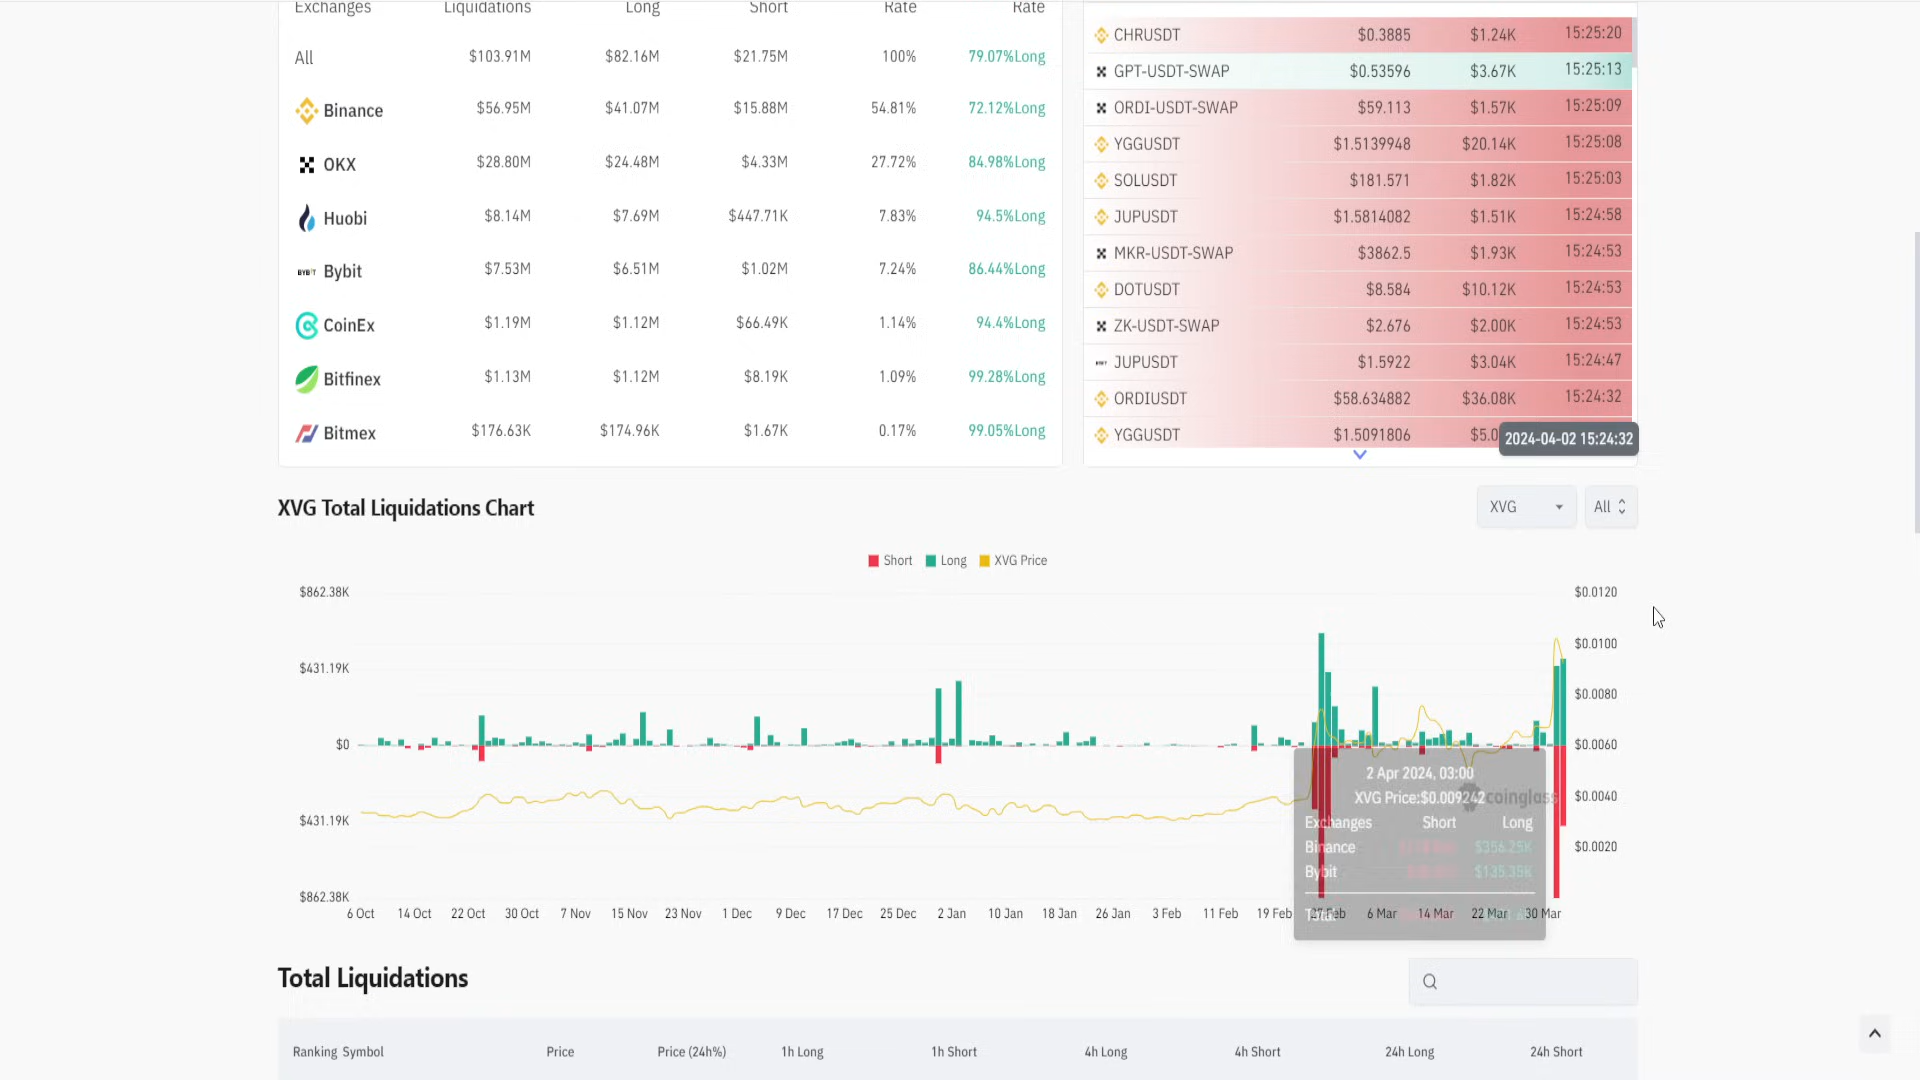 Exchanges Liquidations Long Short Rate Rate
All $103.91M $82.16M $21.75M 100% 79.07%Long
Binance $56.95M $41.07M $15.88M 54.81% 72.12%Long
OKX $28.80M $24.48M $4.33M 27.72% 84.98%Long
Huobi $8.14M $7.69M $447.71K 7.83% 94.5%Long
BYBIT Bybit $7.53M $6.51M $1.02M 7.24% 86.44%Long
CoinEx $1.19M $1.12M $66.49K 1.14% 94.4%Long
Bitfinex $1.13M $1.12M $8.19K 1.09% 99.28%Long
Bitmex $176.63K $174.96K $1.67K 0.17% 99.05%Long
CHRUSDT $0.3885 $1.24K 15:25:20
GPT-USDT-SWAP $0.53596 $3.67K 15:25:13
ORDI-USDT-SWAP $59.113 $1.57K 15:25:09
YGGUSDT $1.5139948 $20.14K 15:25:08
SOLUSDT $181.571 $1.82K 15:25:03
JUPUSDT $1.5814082 $1.51K 15:24:58
MKR-USDT-SWAP $3862.5 $1.93K 15:24:53
DOTUSDT $8.584 $10.12K 15:24:53
ZK-USDT-SWAP $2.676 $2.00K 15:24:53
JUPUSDT $1.5922 $3.04K 15:24:47
ORDIUSDT $58.634882 $36.08K 15:24:32
YGGUSDT $1.5091806 $5.0
2024-04-02 15:24:32
XVG Total Liquidations Chart
XVG All
Short Long XVG Price
$862.38K
$431.19K
$0
$431.19K
$862.38K
$0.0120
$0.0100
$0.0080
$0.0060
$0.0040
$0.0020
2 Apr 2024, 03:00
XVG Price:$0.009242
coinglass
Exchanges Short Long
Binance $356.25K
Bybit $135.35K
Total
6 Oct 14 Oct 22 Oct 30 Oct 7 Nov 15 Nov 23 Nov 1 Dec 9 Dec 17 Dec 25 Dec 2 Jan 10 Jan 18 Jan 26 Jan 3 Feb 11 Feb 19 Feb 27 Feb 6 Mar 14 Mar 22 Mar 30 Mar
Total Liquidations
Ranking Symbol Price Price (24h%) 1h Long 1h Short 4h Long 4h Short 24h Long 24h Short